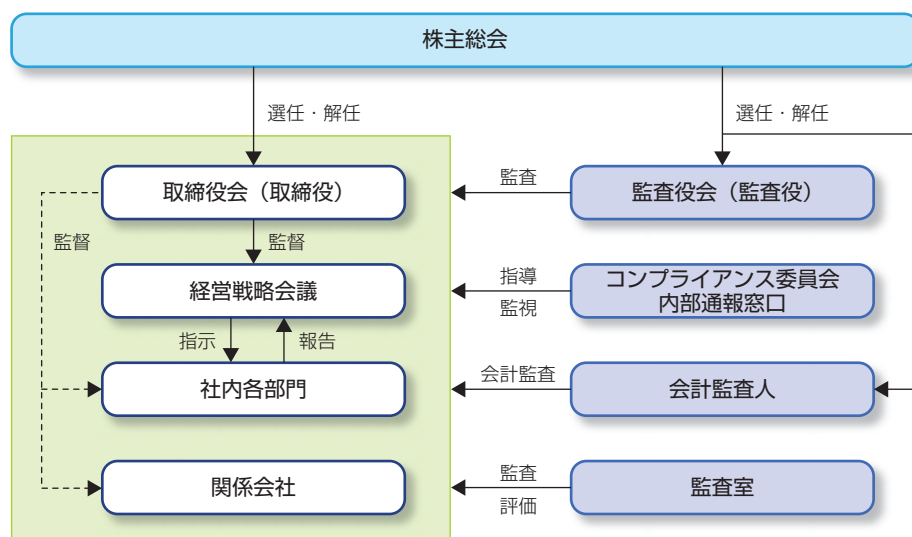 株主総会
選任・解任
選任・解任
取締役会（取締役）
監査
監査役会（監査役）
監督
監督
経営戦略会議
指導
監視
コンプライアンス委員会
内部通報窓口
指示
報告
社内各部門
会計監査
会計監査人
関係会社
監査
評価
監査室